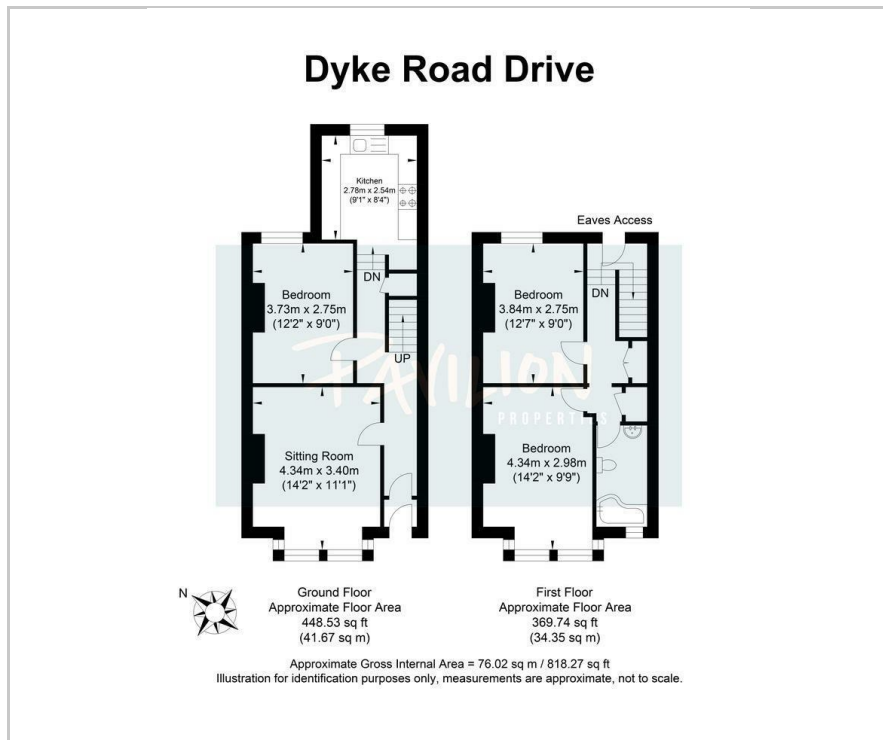 Dyke Road Drive
Kitchen
2.78m x 2.54m
(9'1" x 8'4")
Eaves Access
DN
Bedroom
3.73m x 2.75m
(12'2" x 9'0")
UP
Sitting Room
4.34m x 3.40m
(14'2" x 11'1")
DN
Bedroom
3.84m x 2.75m
(12'7" x 9'0")
Bedroom
4.34m x 2.98m
(14'2" x 9'9")
PAVILION
PROPERTIES
N
Ground Floor
Approximate Floor Area
448.53 sq ft
(41.67 sq m)
First Floor
Approximate Floor Area
369.74 sq ft
(34.35 sq m)
Approximate Gross Internal Area = 76.02 sq m / 818.27 sq ft
Illustration for identification purposes only, measurements are approximate, not to scale.